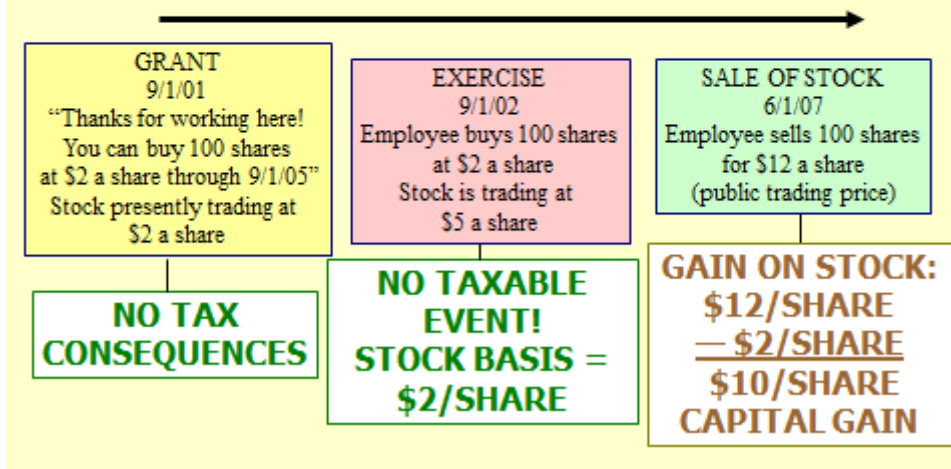 GRANT
9/1/01
“Thanks for working here!
You can buy 100 shares
at $2 a share through 9/1/05”
Stock presently trading at
$2 a share
NO TAX
CONSEQUENCES
EXERCISE
9/1/02
Employee buys 100 shares
at $2 a share
Stock is trading at
$5 a share
NO TAXABLE
EVENT!
STOCK BASIS =
$2/SHARE
SALE OF STOCK
6/1/07
Employee sells 100 shares
for $12 a share
(public trading price)
GAIN ON STOCK:
$12/SHARE
— $2/SHARE
$10/SHARE
CAPITAL GAIN